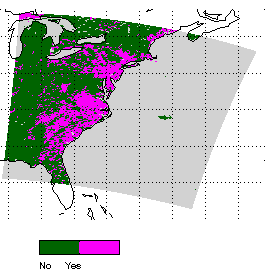 No Yes